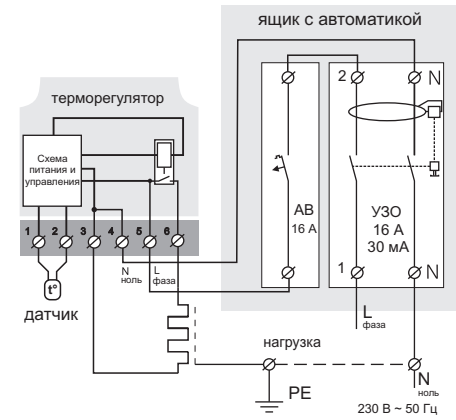 ящик с автоматикой
терморегулятор
Схема
питания и
управления
2
N
АВ
16 А
УЗО
16 А
30 мА
1 2 3 4 5 6
N
ноль
L
фаза
1
N
t°
датчик
L
фаза
нагрузка
PE
N
ноль
230 В ~ 50 Гц